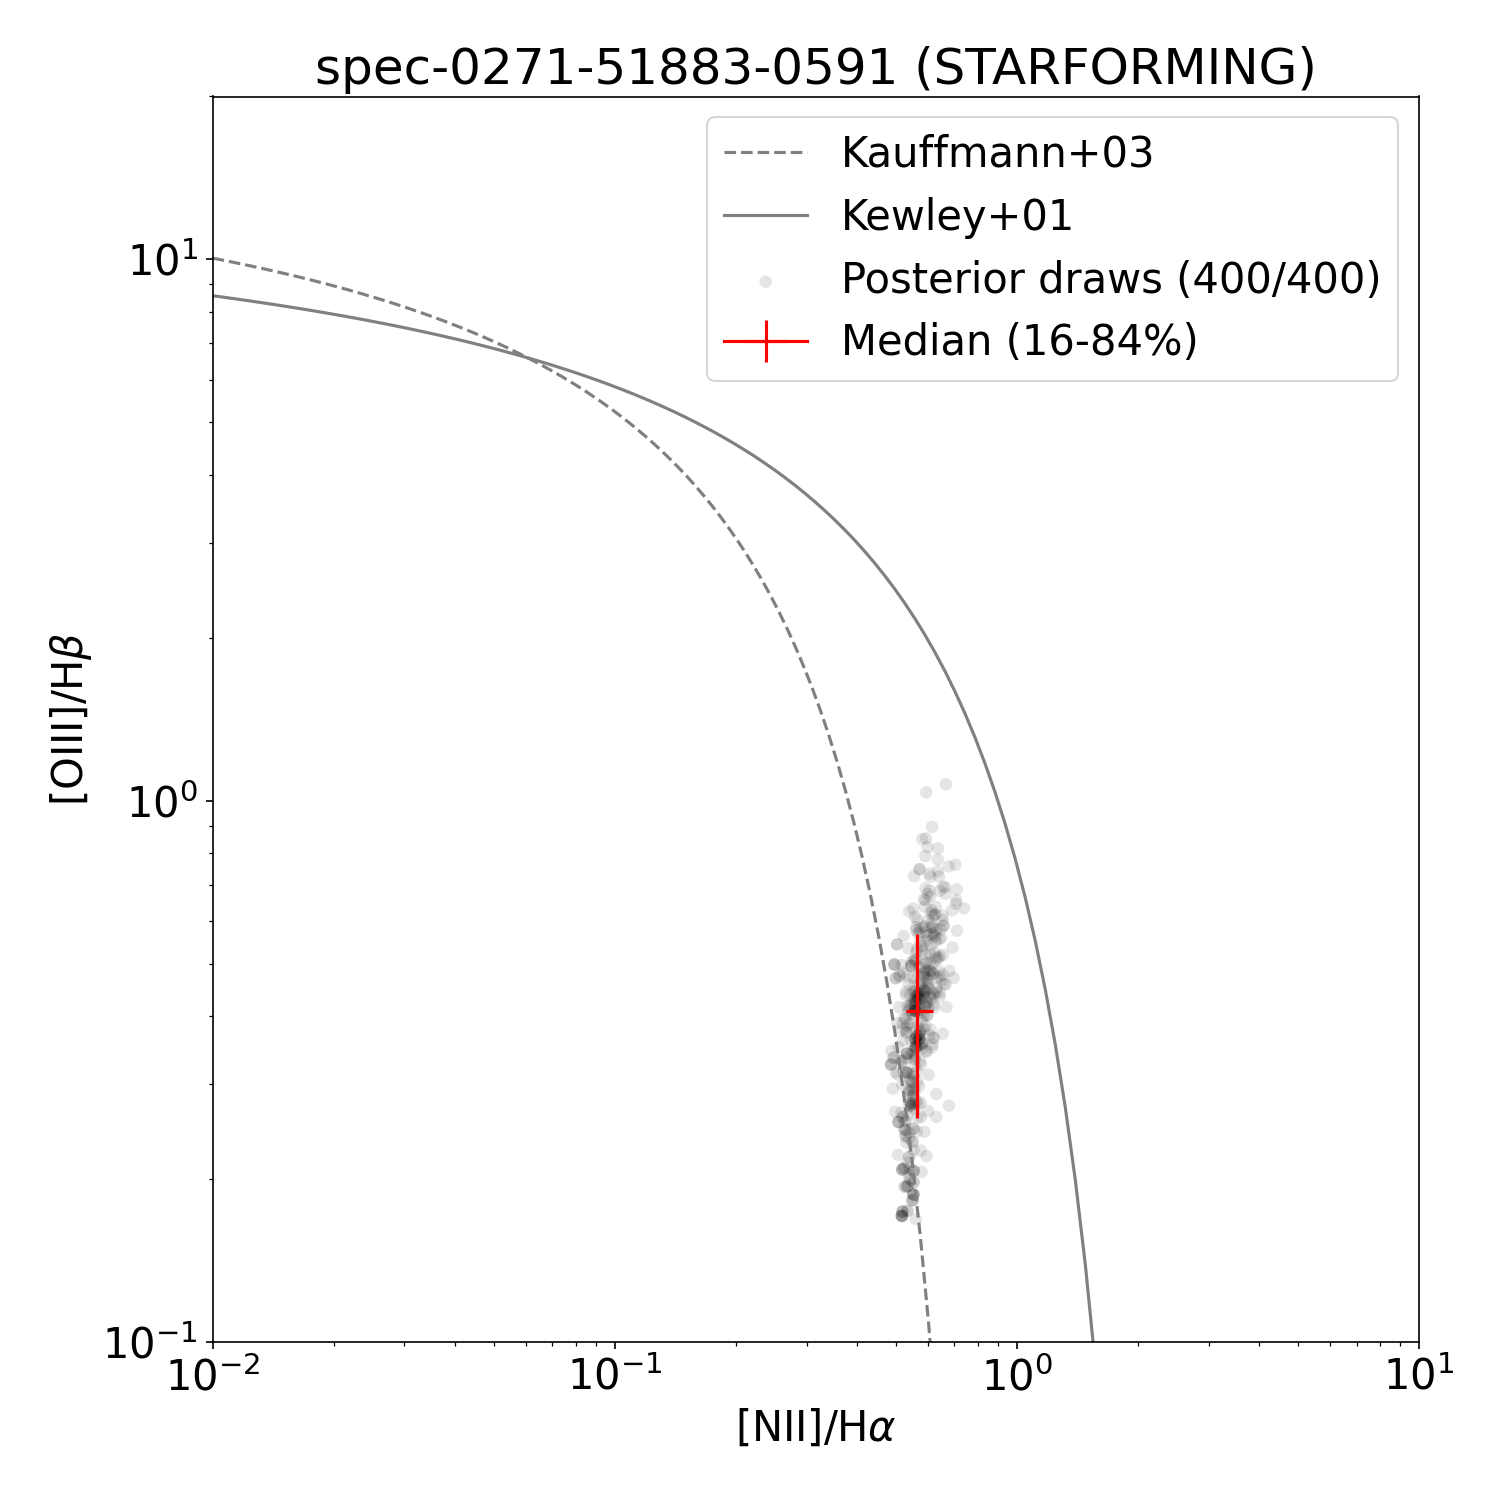 spec-0271-51883-0591 (STARFORMING)
Kauffmann+03
Kewley+01
Posterior draws (400/400)
Median (16-84%)
10¹
10⁰
10⁻¹
[OIII]/Hβ
10⁻²
10⁻¹
10⁰
10¹
[NII]/Hα